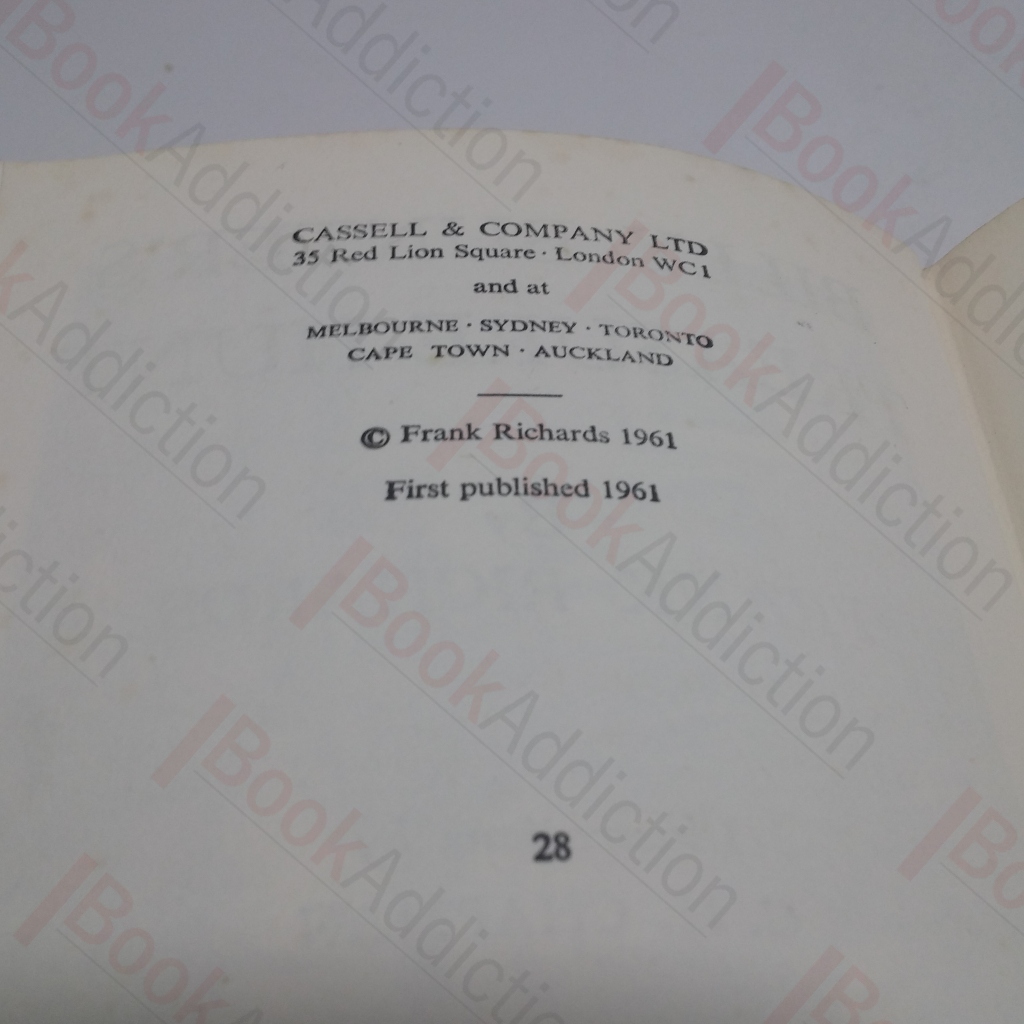 CASSELL & COMPANY LTD
35 Red Lion Square · London WC1
and at
MELBOURNE · SYDNEY · TORONTO
CAPE TOWN · AUCKLAND
© Frank Richards 1961
First published 1961
28
BookAddiction